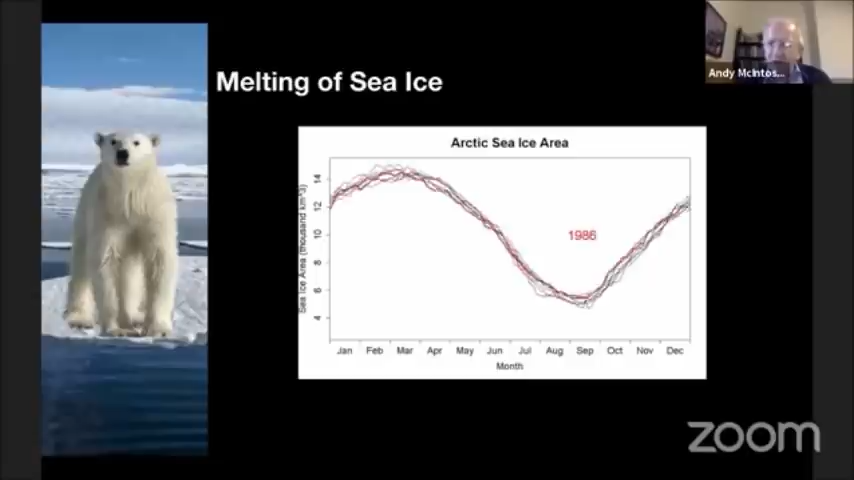 Andy McIntos...
Melting of Sea Ice
Arctic Sea Ice Area
Sea Ice Area (thousand km^3)
14
12
10
8
6
4
1986
Jan Feb Mar Apr May Jun Jul Aug Sep Oct Nov Dec
Month
zoom